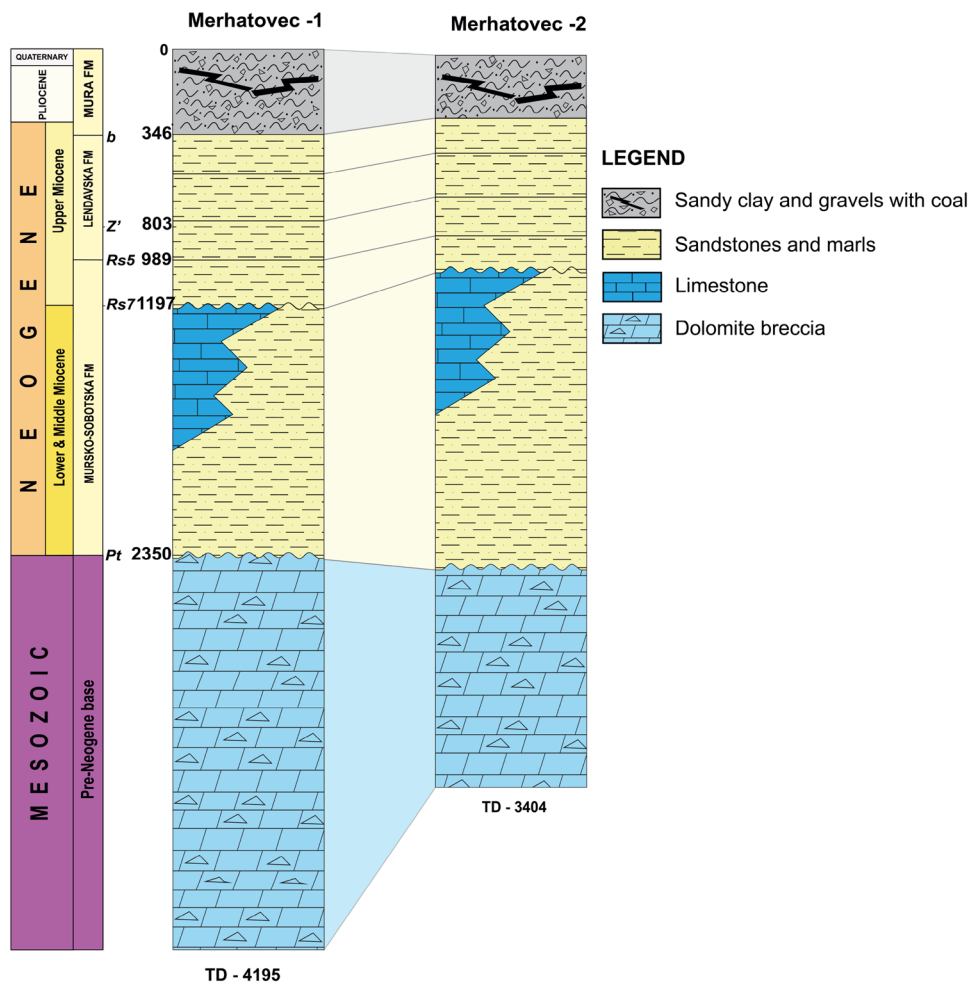 Merhatovec -1
Merhatovec -2
QUATERNARY
PLIOCENE
MURA FM
NEOGENE
Upper Miocene
LENDAVSKA FM
Lower & Middle Miocene
MURSKO-SOBOTSKA FM
MESOZOIC
Pre-Neogene base
0
b 346
Z' 803
Rs5 989
Rs7 1197
Pt 2350
TD - 4195
TD - 3404
LEGEND
Sandy clay and gravels with coal
Sandstones and marls
Limestone
Dolomite breccia